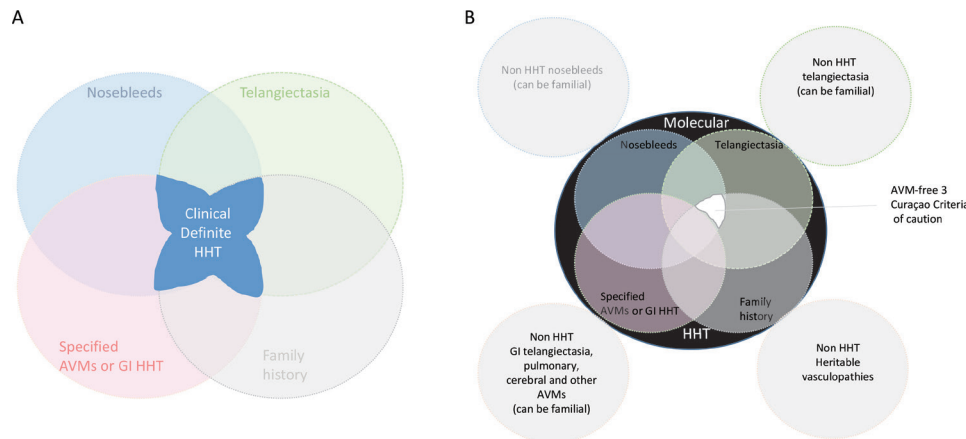 A
Nosebleeds
Telangiectasia
Clinical
Definite
HHT
Specified
AVMs or GI HHT
Family
history
B
Non HHT nosebleeds
(can be familial)
Non HHT
telangiectasia
(can be familial)
Molecular
Nosebleeds
Telangiectasia
AVM-free 3
Curaçao Criteria
of caution
Specified
AVMs or GI HHT
Family
history
HHT
Non HHT
GI telangiectasia,
pulmonary,
cerebral and other
AVMs
(can be familial)
Non HHT
Heritable
vasculopathies